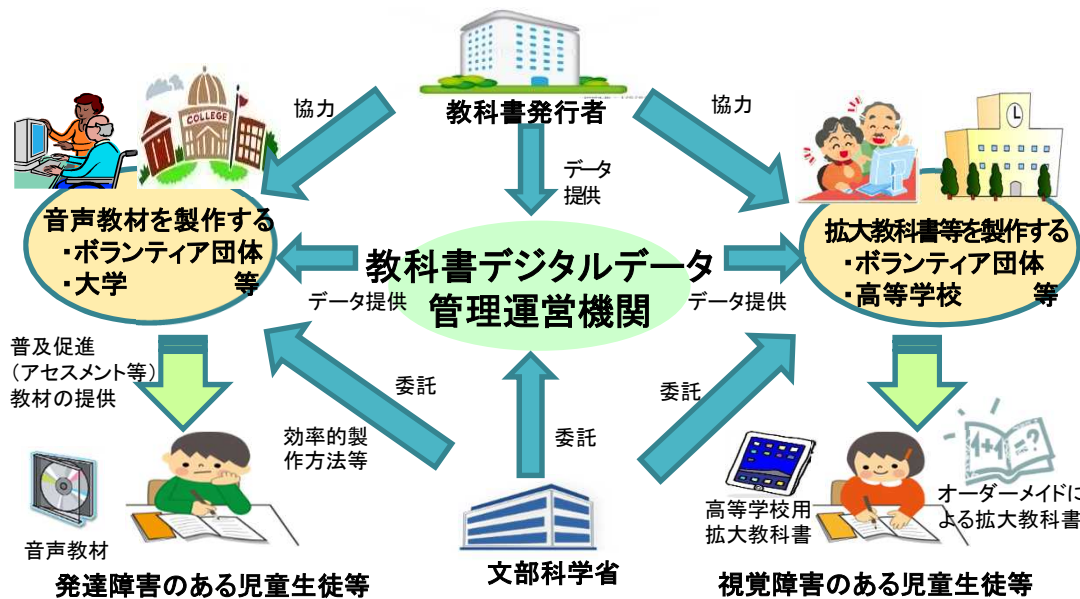 教科書発行者
協力
協力
COLLEGE
データ
提供
音声教材を製作する
・ボランティア団体
・大学　　　　等
拡大教科書等を製作する
・ボランティア団体
・高等学校　　　等
教科書デジタルデータ
管理運営機関
データ提供
データ提供
普及促進
（アセスメント等）
教材の提供
委託
委託
委託
効率的製
作方法等
音声教材
発達障害のある児童生徒等
文部科学省
高等学校用
拡大教科書
1+1=?
オーダーメイドに
よる拡大教科書
視覚障害のある児童生徒等